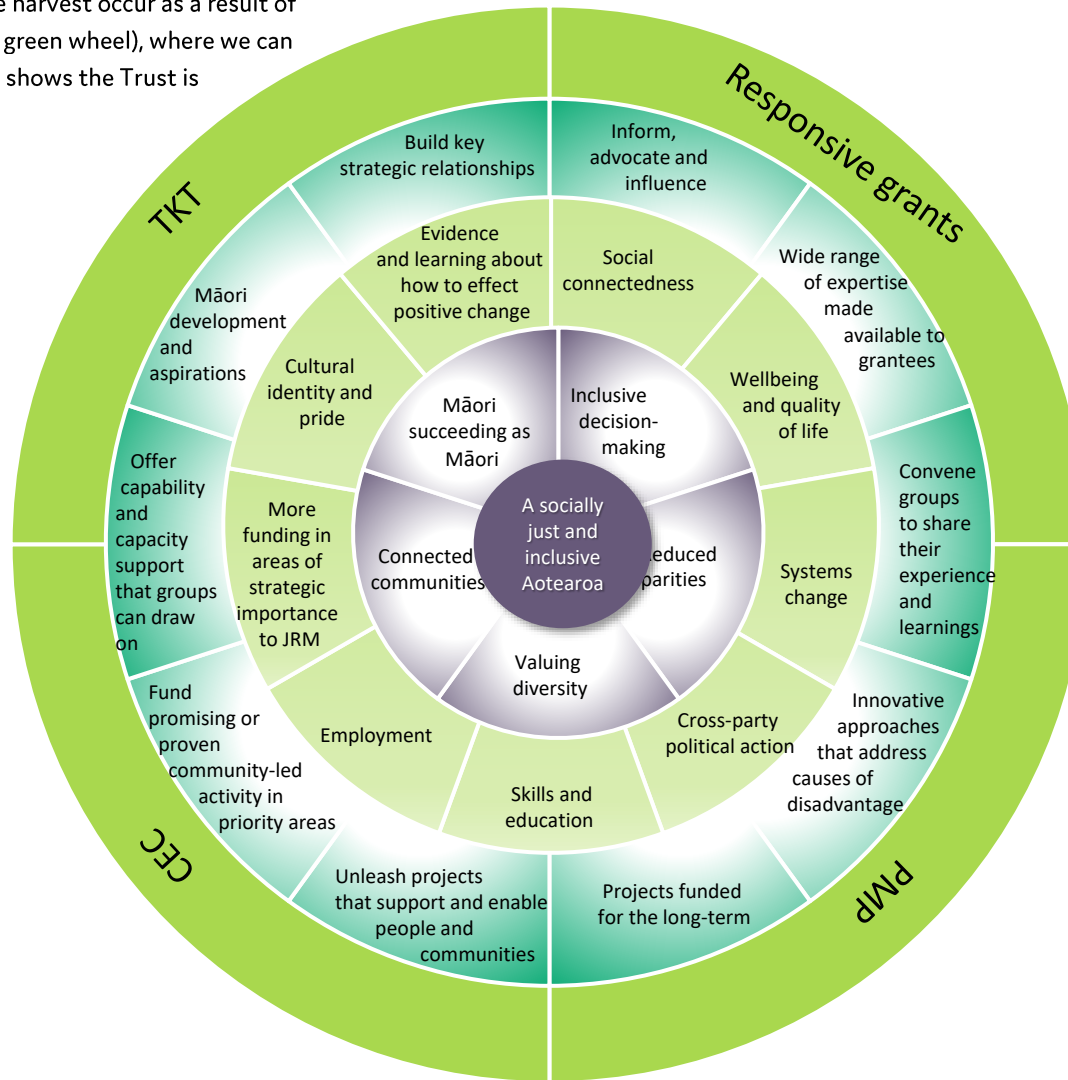 e harvest occur as a result of
green wheel), where we can
shows the Trust is
Responsive grants
TKT
CEC
PMP
Build key
strategic relationships
Inform,
advocate and
influence
Wide range
of expertise
made
available to
grantees
Convene
groups
to share
their
experience
and
learnings
Innovative
approaches
that address
causes of
disadvantage
Projects funded
for the long-term
Unleash projects
that support and enable
people and
communities
Fund
promising or
proven
community-led
activity in
priority areas
Offer
capability
and
capacity
support
that groups
can draw
on
Māori
development
and
aspirations
Evidence
and learning about
how to effect
positive change
Social
connectedness
Wellbeing
and quality
of life
Systems
change
Cross-party
political action
Skills and
education
Employment
More
funding in
areas of
strategic
importance
to JRM
Cultural
identity and
pride
Māori
succeeding as
Māori
Inclusive
decision-
making
educed
parities
Valuing
diversity
Connected
communities
A socially
just and
inclusive
Aotearoa